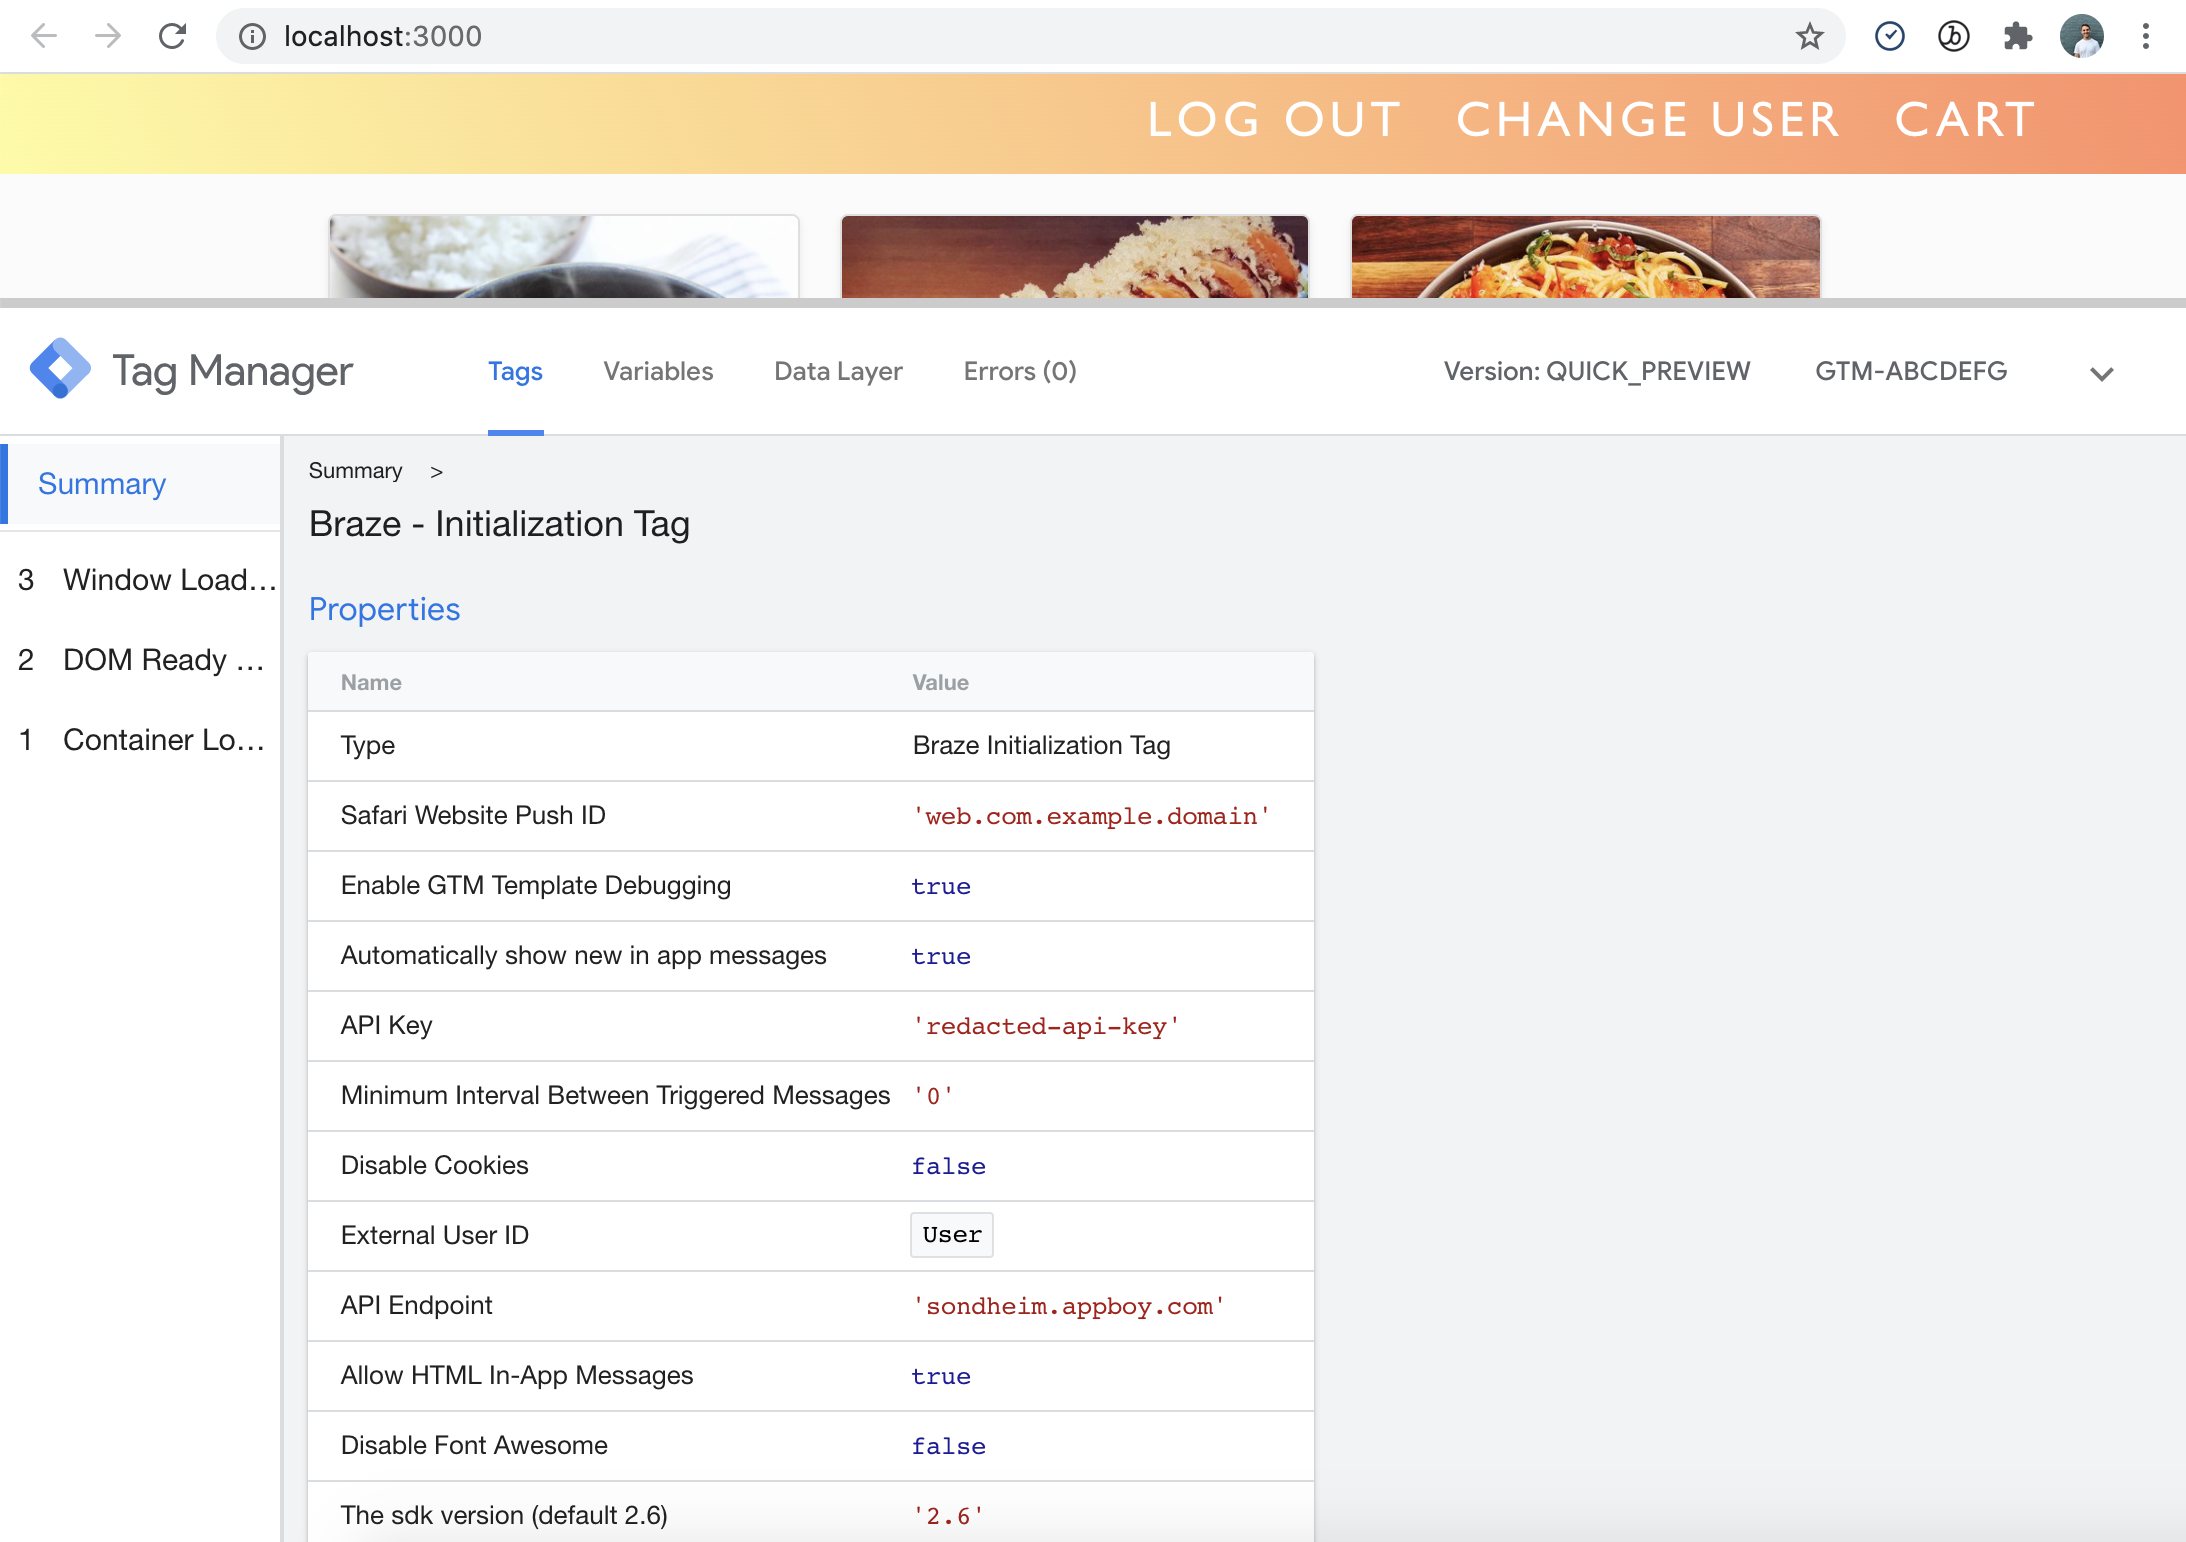 localhost:3000
LOG OUT CHANGE USER CART
Tag Manager Tags Variables Data Layer Errors (0) Version: QUICK_PREVIEW GTM-ABCDEFG
Summary
3 Window Load...
2 DOM Ready ...
1 Container Lo...
Summary >
Braze - Initialization Tag
Properties
Name Value
Type Braze Initialization Tag
Safari Website Push ID 'web.com.example.domain'
Enable GTM Template Debugging true
Automatically show new in app messages true
API Key 'redacted-api-key'
Minimum Interval Between Triggered Messages '0'
Disable Cookies false
External User ID User
API Endpoint 'sondheim.appboy.com'
Allow HTML In-App Messages true
Disable Font Awesome false
The sdk version (default 2.6) '2.6'